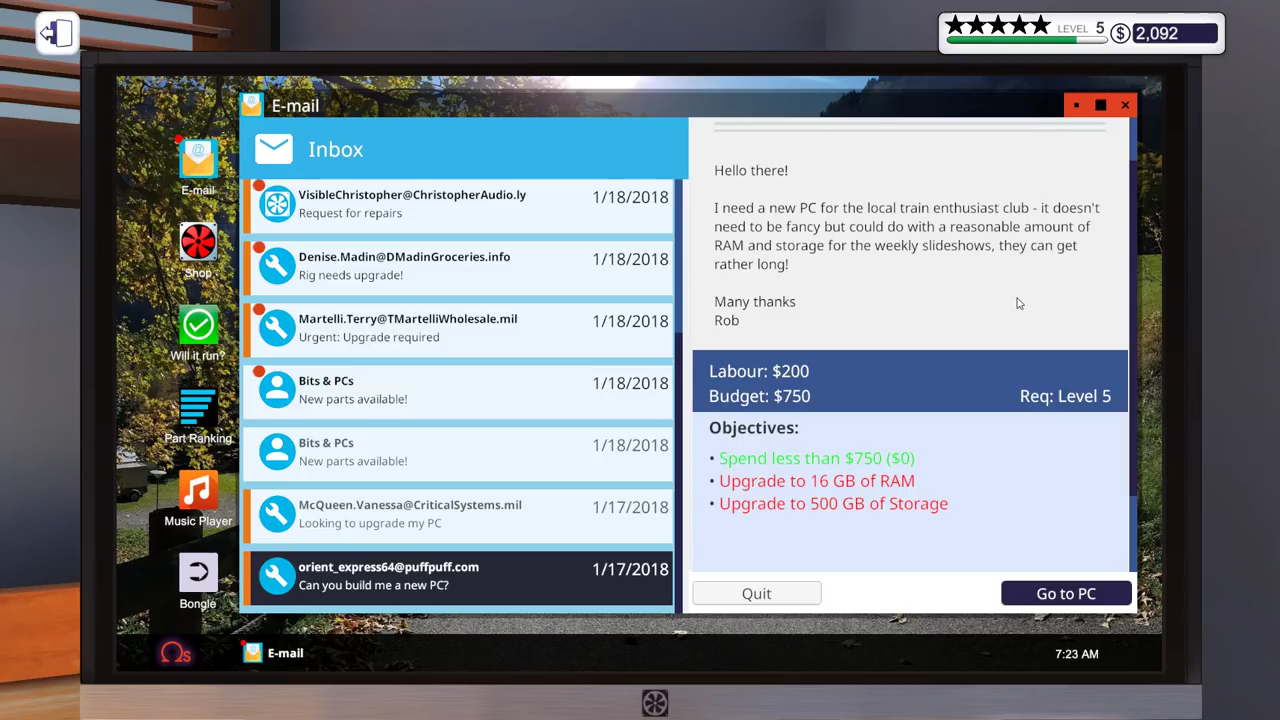 ★★★★★ LEVEL 5 $ 2,092
E-mail
Inbox
VisibleChristopher@ChristopherAudio.ly 1/18/2018
Request for repairs
Denise.Madin@DMadinGroceries.info 1/18/2018
Rig needs upgrade!
Martelli.Terry@TMartelliWholesale.mil 1/18/2018
Urgent: Upgrade required
Bits & PCs 1/18/2018
New parts available!
Bits & PCs 1/18/2018
New parts available!
McQueen.Vanessa@CriticalSystems.mil 1/17/2018
Looking to upgrade my PC
orient_express64@puffpuff.com 1/17/2018
Can you build me a new PC?
Hello there!
I need a new PC for the local train enthusiast club - it doesn't
need to be fancy but could do with a reasonable amount of
RAM and storage for the weekly slideshows, they can get
rather long!
Many thanks
Rob
Labour: $200
Budget: $750 Req: Level 5
Objectives:
• Spend less than $750 ($0)
• Upgrade to 16 GB of RAM
• Upgrade to 500 GB of Storage
Quit Go to PC
E-mail
Shop
Will it run?
Part Ranking
Music Player
Bongle
Ωs E-mail 7:23 AM